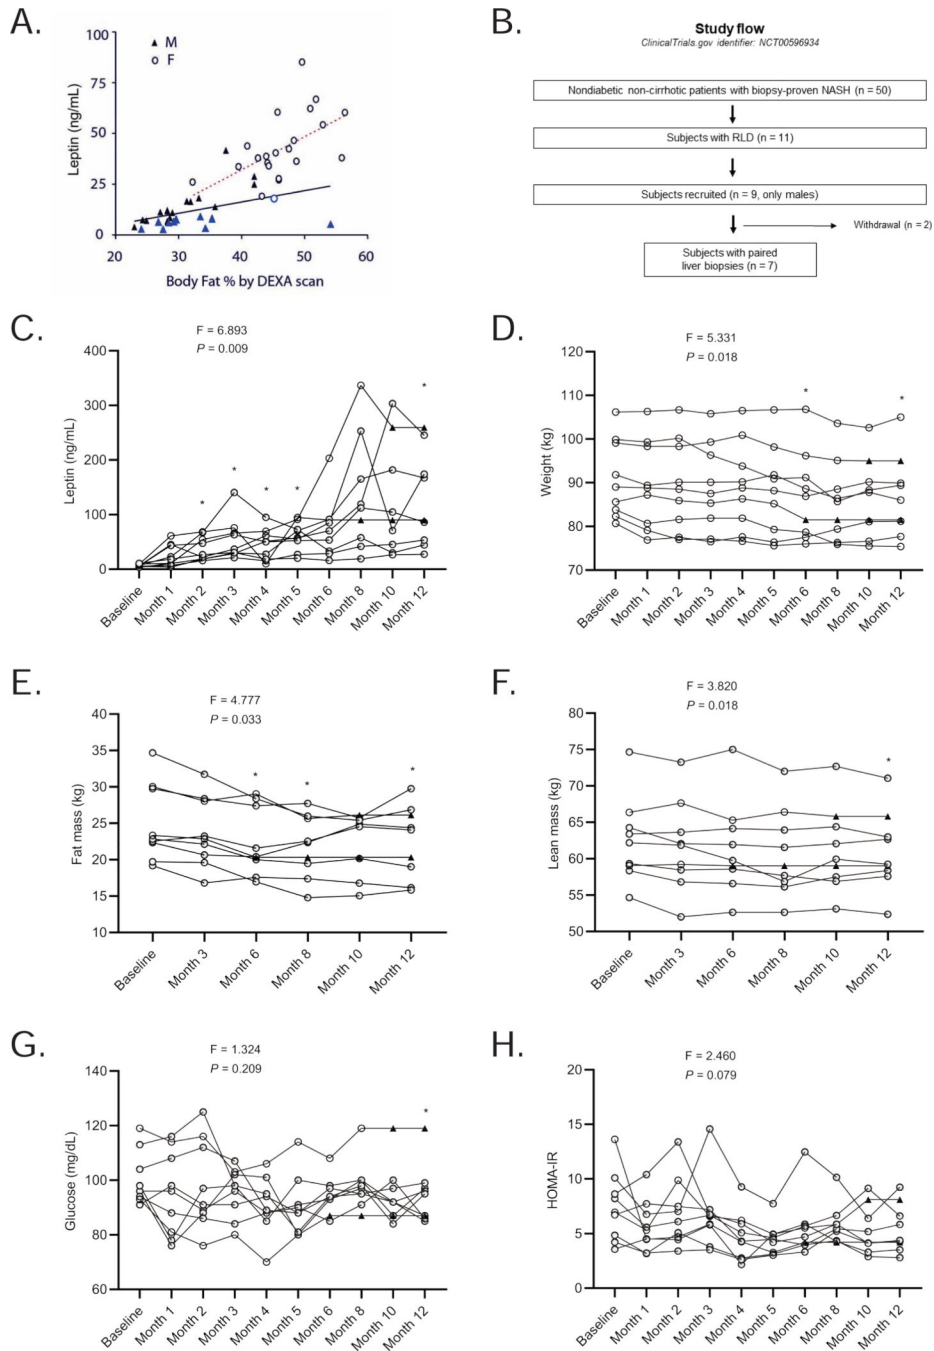 A.
M
F
Leptin (ng/mL)
100
75
50
25
0
20 30 40 50 60
Body Fat % by DEXA scan
B.
Study flow
ClinicalTrials.gov identifier: NCT00596934
Nondiabetic non-cirrhotic patients with biopsy-proven NASH (n = 50)
Subjects with RLD (n = 11)
Subjects recruited (n = 9, only males)
Withdrawal (n = 2)
Subjects with paired
liver biopsies (n = 7)
C.
F = 6.893
P = 0.009
Leptin (ng/mL)
400
300
200
100
0
* * * * *
Baseline Month 1 Month 2 Month 3 Month 4 Month 5 Month 6 Month 8 Month 10 Month 12
D.
F = 5.331
P = 0.018
Weight (kg)
120
110
100
90
80
70
* *
Baseline Month 1 Month 2 Month 3 Month 4 Month 5 Month 6 Month 8 Month 10 Month 12
E.
F = 4.777
P = 0.033
Fat mass (kg)
40
35
30
25
20
15
10
* * *
Baseline Month 3 Month 6 Month 8 Month 10 Month 12
F.
F = 3.820
P = 0.018
Lean mass (kg)
80
75
70
65
60
55
50
*
Baseline Month 3 Month 6 Month 8 Month 10 Month 12
G.
F = 1.324
P = 0.209
Glucose (mg/dL)
140
120
100
80
60
*
Baseline Month 1 Month 2 Month 3 Month 4 Month 5 Month 6 Month 8 Month 10 Month 12
H.
F = 2.460
P = 0.079
HOMA-IR
20
15
10
5
0
Baseline Month 1 Month 2 Month 3 Month 4 Month 5 Month 6 Month 8 Month 10 Month 12